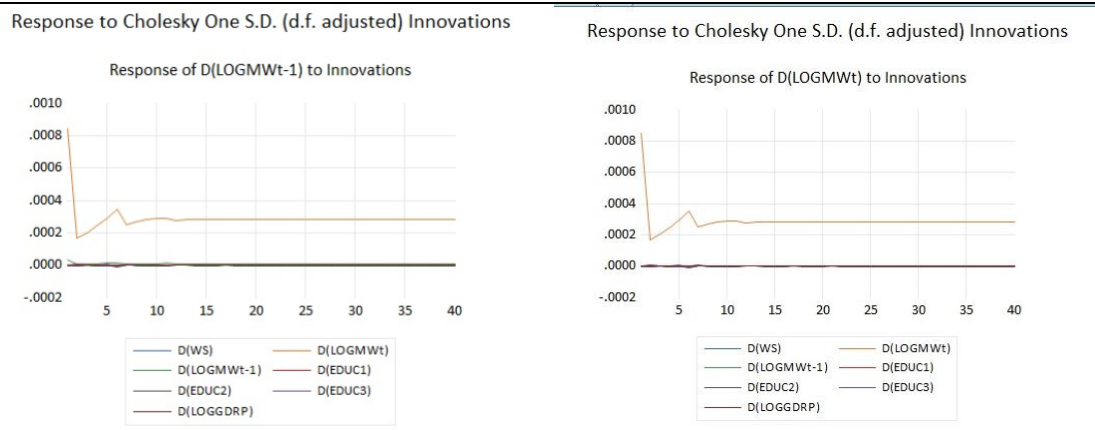 Response to Cholesky One S.D. (d.f. adjusted) Innovations
Response of D(LOGMWt-1) to Innovations
.0010
.0008
.0006
.0004
.0002
.0000
-.0002
5 10 15 20 25 30 35 40
D(WS) D(LOGMWt)
D(LOGMWt-1) D(EDUC1)
D(EDUC2) D(EDUC3)
D(LOGGDRP)
Response to Cholesky One S.D. (d.f. adjusted) Innovations
Response of D(LOGMWt) to Innovations
.0010
.0008
.0006
.0004
.0002
.0000
-.0002
5 10 15 20 25 30 35 40
D(WS) D(LOGMWt)
D(LOGMWt-1) D(EDUC1)
D(EDUC2) D(EDUC3)
D(LOGGDRP)